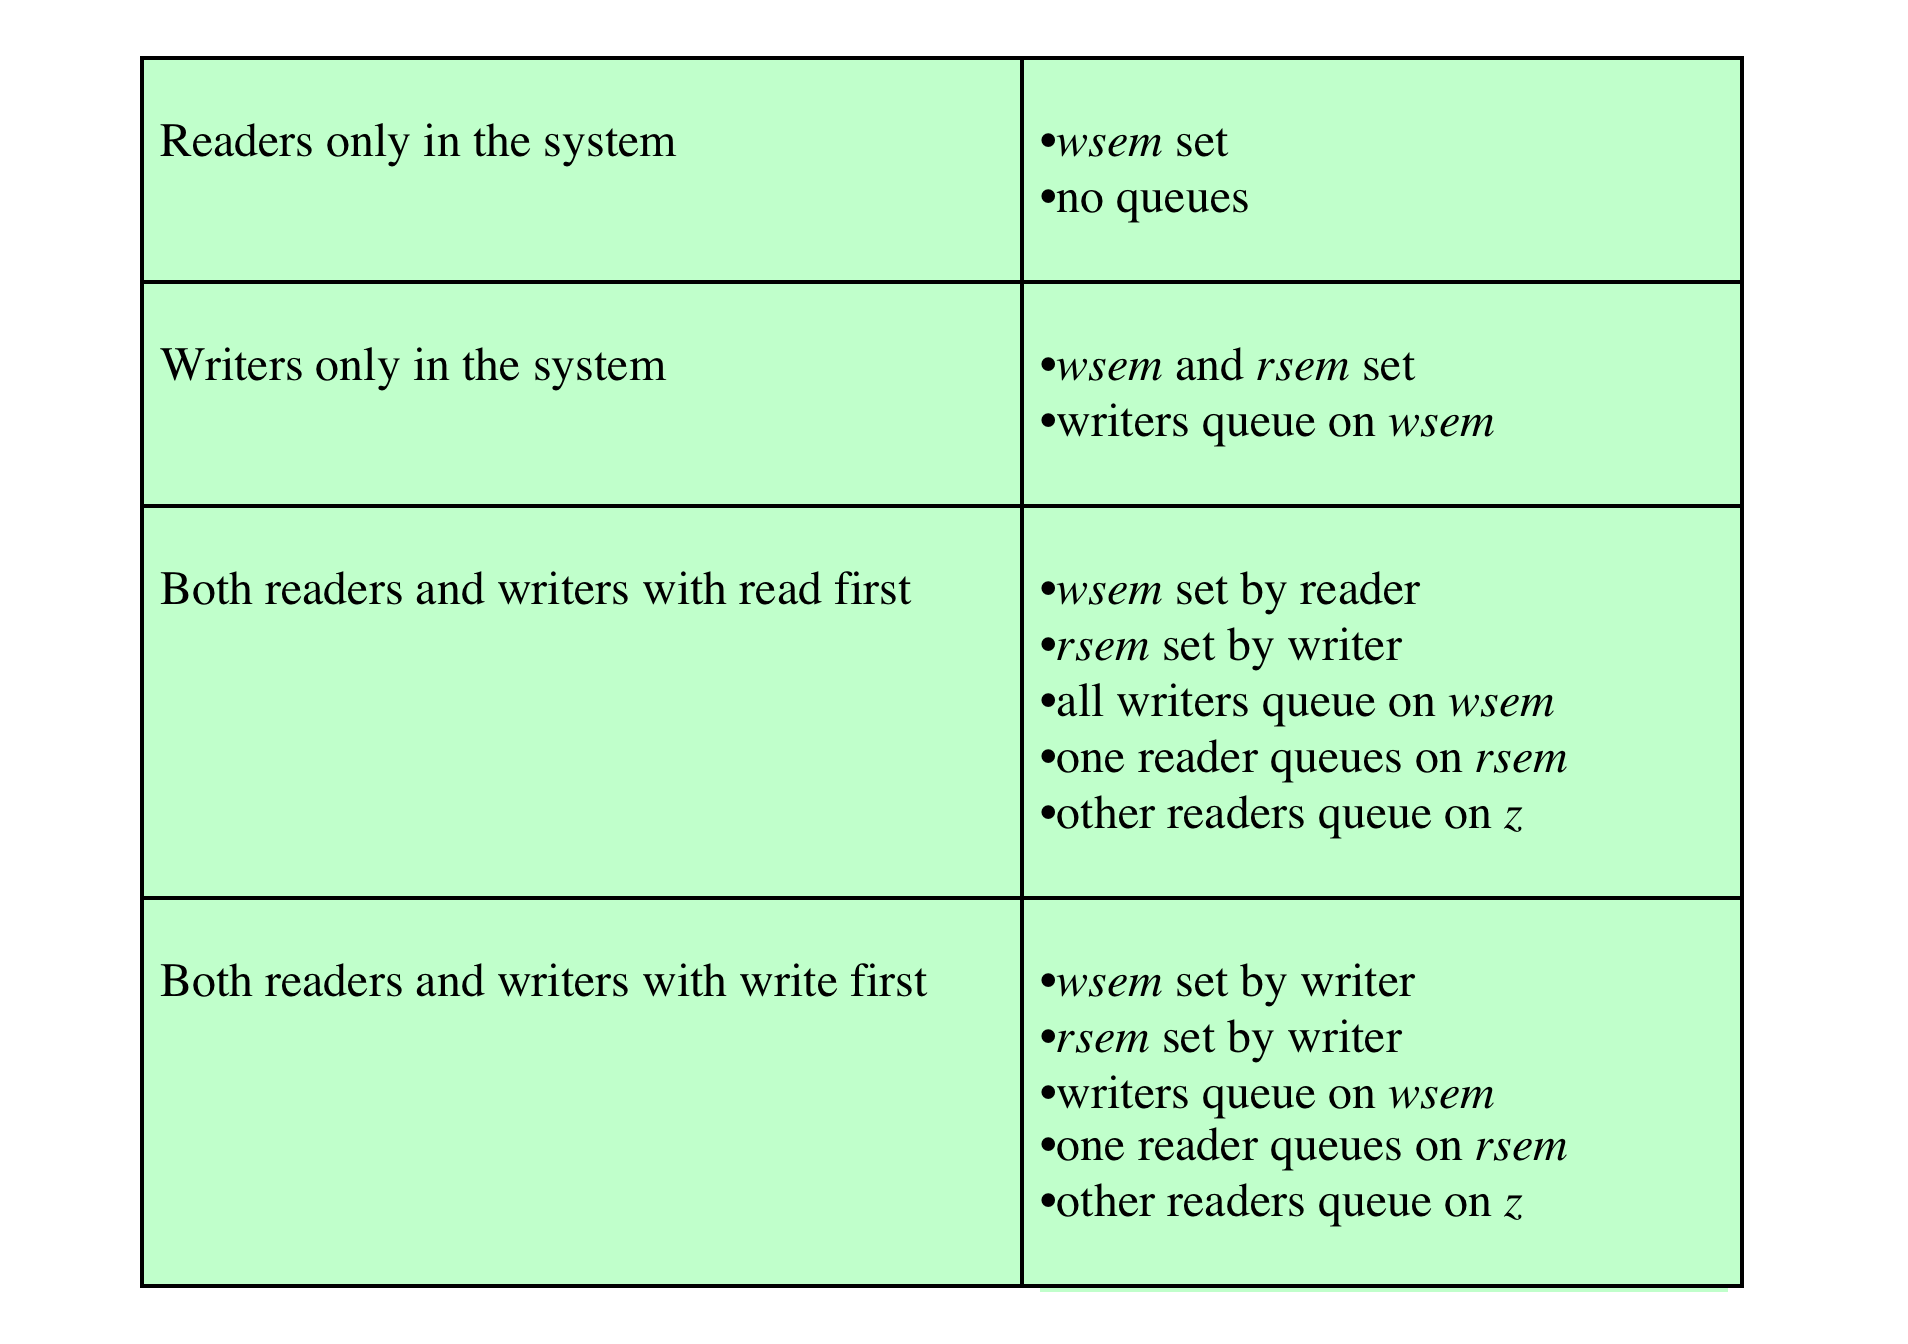 Readers only in the system
•wsem set
•no queues
Writers only in the system
•wsem and rsem set
•writers queue on wsem
Both readers and writers with read first
•wsem set by reader
•rsem set by writer
•all writers queue on wsem
•one reader queues on rsem
•other readers queue on z
Both readers and writers with write first
•wsem set by writer
•rsem set by writer
•writers queue on wsem
•one reader queues on rsem
•other readers queue on z